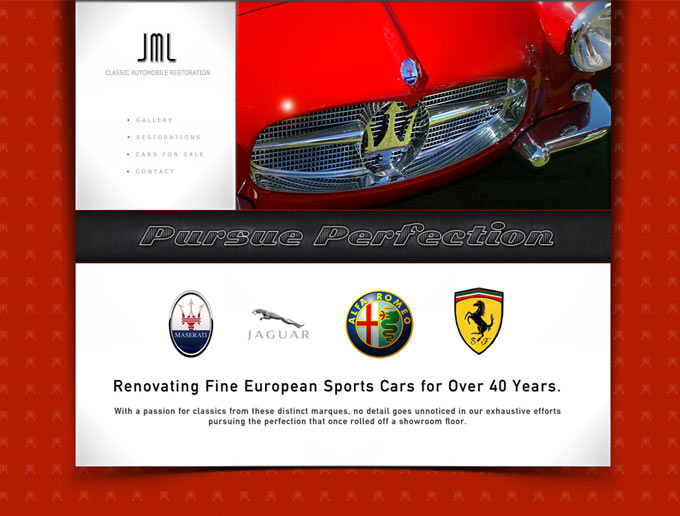 JML
CLASSIC AUTOMOBILE RESTORATION
GALLERY
RESTORATIONS
CARS FOR SALE
CONTACT
Pursue Perfection
MASERATI
JAGUAR
ALFA ROMEO
S F
Renovating Fine European Sports Cars for Over 40 Years.
With a passion for classics from these distinct marques, no detail goes unnoticed in our exhaustive efforts
pursuing the perfection that once rolled off a showroom floor.